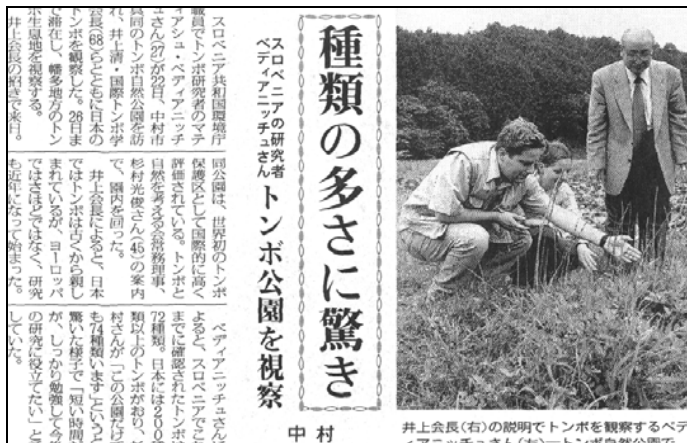 種類の多さに驚き
スロベニアの研究者
ベディアニッチュさん
トンボ公園を視察
中村
スロベニア共和国環境庁
職員でトンボ研究者のマテ
ィアシュ・ベディアニッチ
ュさん(27)が22日、中村市
具同のトンボ自然公園を訪
れ、井上清・国際トンボ学
会長(68)らとともに日本の
トンボを観察した。26日ま
で滞在し、幡多地方のトン
ボ生息地を視察する。
井上会長の招きで来日。
同公園は、世界初のトンボ
保護区として国際的に高く
評価されている。トンボと
自然を考える会常務理事、
杉村光俊さん(45)の案内
で、園内を回った。
井上会長によると、日本
ではトンボは古くから親し
まれているが、ヨーロッパ
ではさほどではなく、研究
も近年になって始まった。
ベディアニッチュさんに
よると、スロベニアでこ
までに確認されたトンボ
72種類。日本には200
類以上のトンボがおり、
村さんが「この公園だけ
も74種類います」というと
驚いた様子で「短い時間
が、しっかり勉強して今
の研究に役立てたい」と
していた。
井上会長(右)の説明でトンボを観察するベデ
ィアニッチュさん(左)=トンボ自然公園で